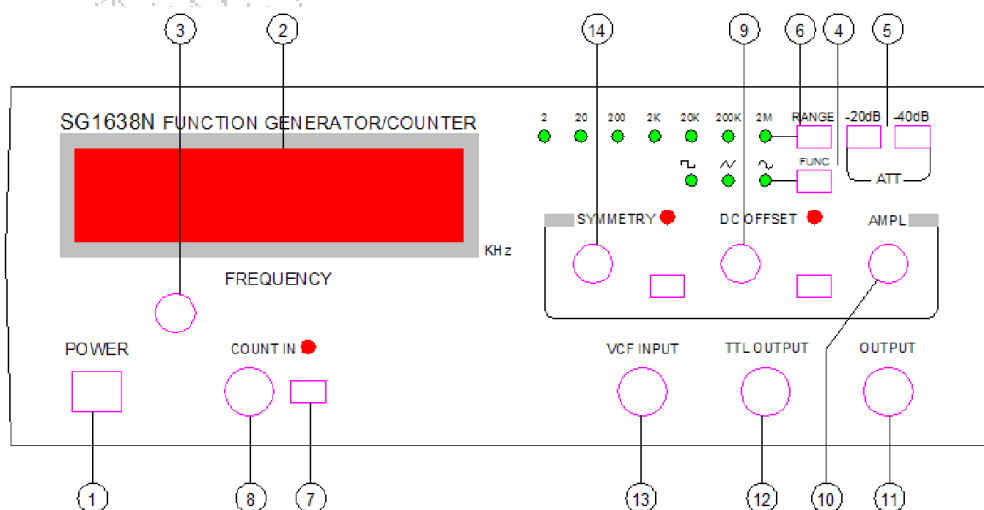 3 2 14 9 6 4 5
SG1638N FUNCTION GENERATOR/COUNTER
2 20 200 2K 20K 200K 2M RANGE -20dB -40dB
FUNC
ATT
SYMMETRY DC OFFSET AMPL
KHz
FREQUENCY
POWER COUNT IN VCF INPUT TTL OUTPUT OUTPUT
1 8 7 13 12 10 11